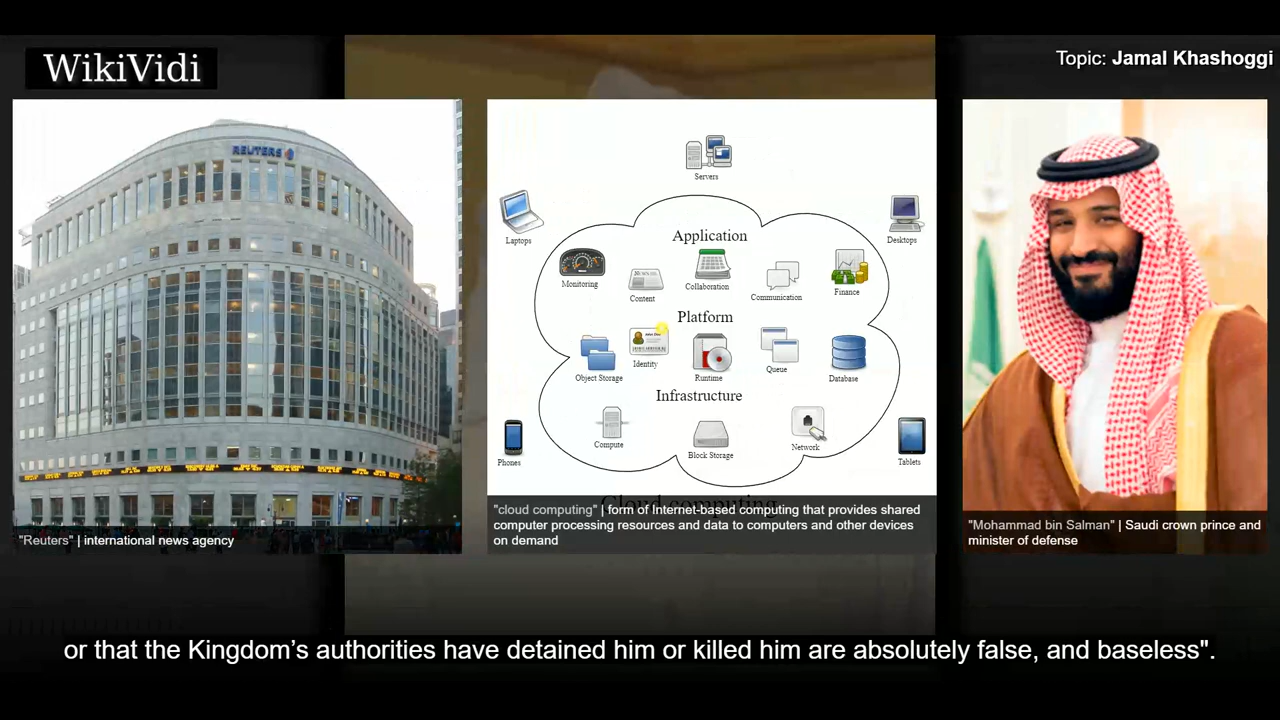 WikiVidi
Topic: Jamal Khashoggi
REUTERS
Servers
Laptops
Desktops
Application
Monitoring
Content
Collaboration
Communication
Finance
Platform
Object Storage
Identity
Runtime
Queue
Database
Infrastructure
Compute
Block Storage
Network
Phones
Tablets
Cloud computing
"Reuters" | international news agency
"cloud computing" | form of Internet-based computing that provides shared
computer processing resources and data to computers and other devices
on demand
"Mohammad bin Salman" | Saudi crown prince and
minister of defense
or that the Kingdom’s authorities have detained him or killed him are absolutely false, and baseless".